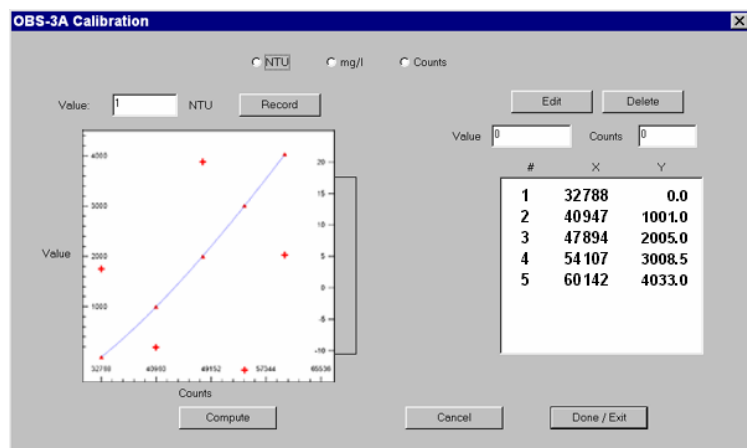 OBS-3A Calibration
NTU mg/l Counts
Value: 1 NTU Record
Edit Delete
Value 0 Counts 0
# X Y
1 32788 0.0
2 40947 1001.0
3 47894 2005.0
4 54107 3008.5
5 60142 4033.0
4000
3000
2000
1000
Value
20
15
10
5
0
-5
-10
32788 49152 57344 65536
Counts
Compute Cancel Done / Exit